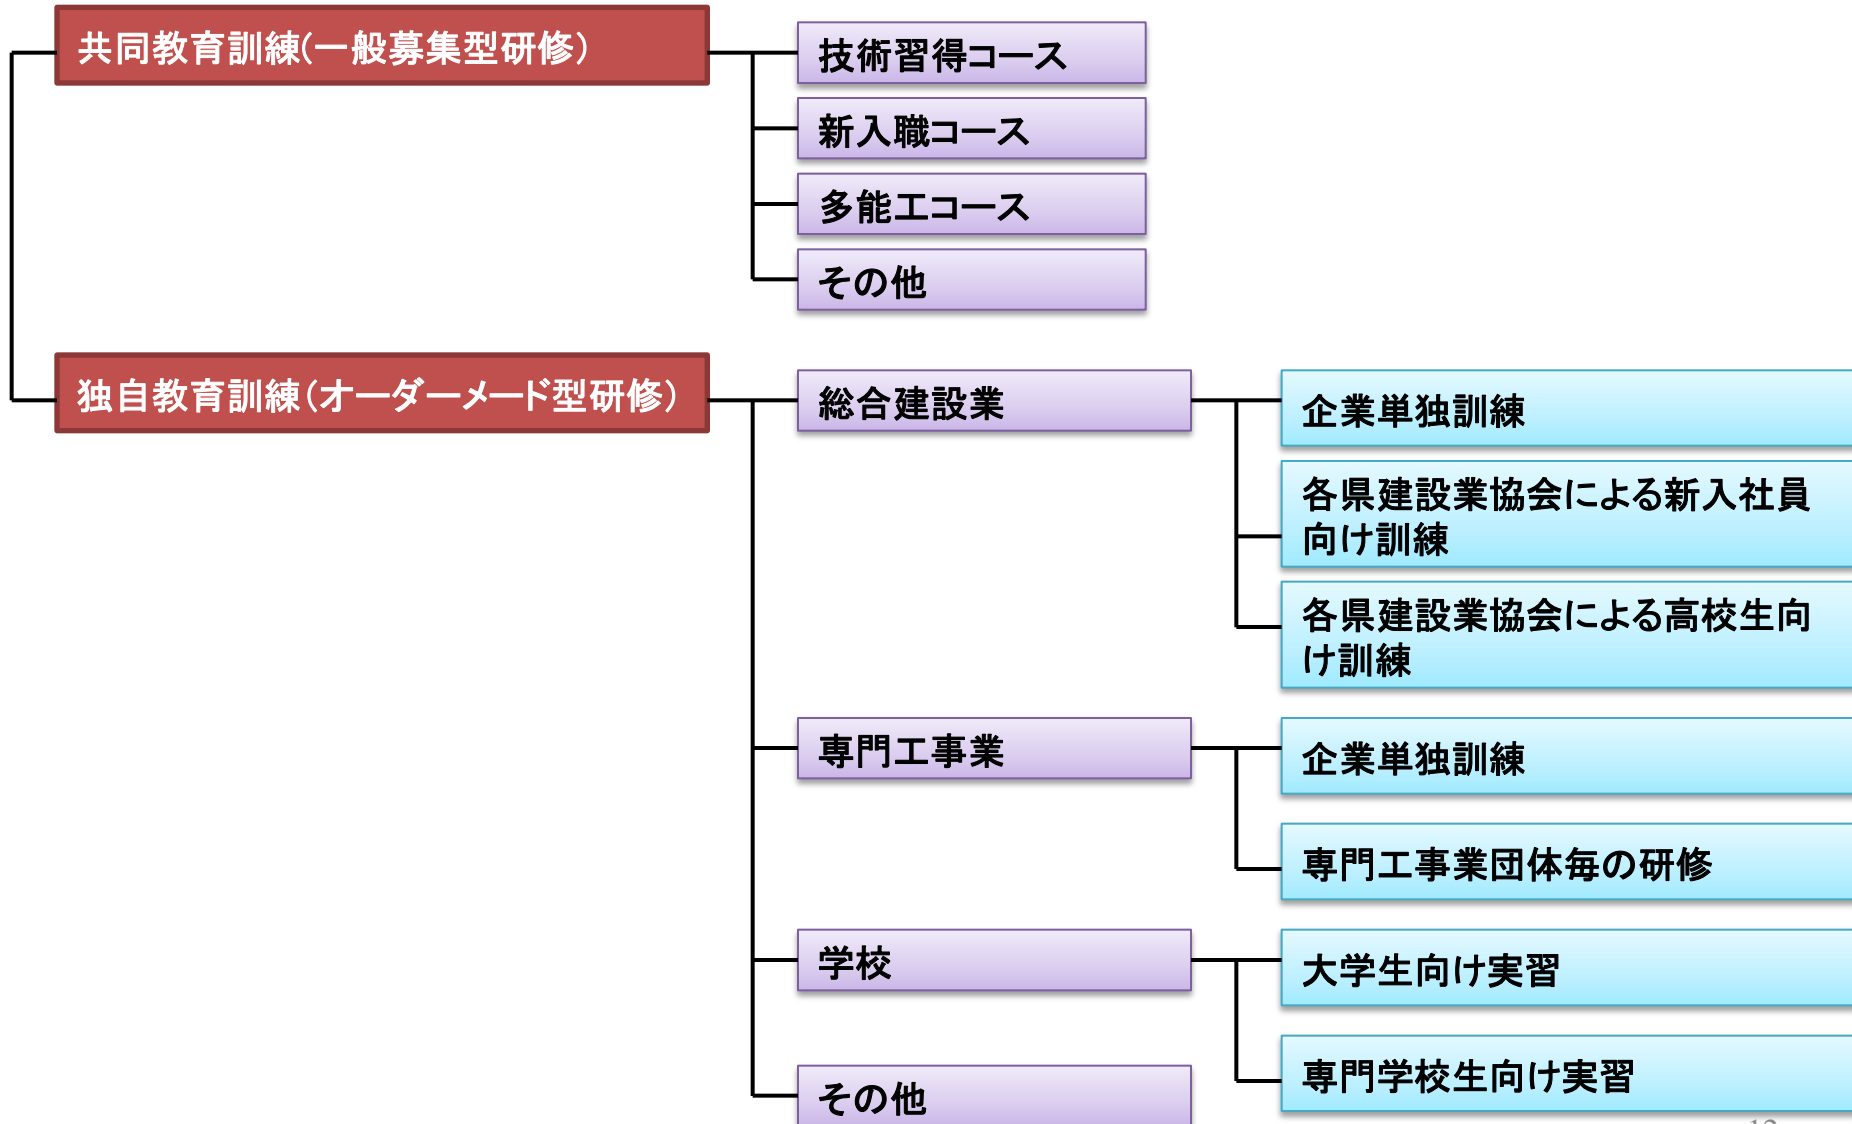 共同教育訓練(一般募集型研修)
技術習得コース
新入職コース
多能工コース
その他
独自教育訓練(オーダーメード型研修)
総合建設業
企業単独訓練
各県建設業協会による新入社員
向け訓練
各県建設業協会による高校生向
け訓練
専門工事業
企業単独訓練
専門工事業団体毎の研修
学校
大学生向け実習
専門学校生向け実習
その他